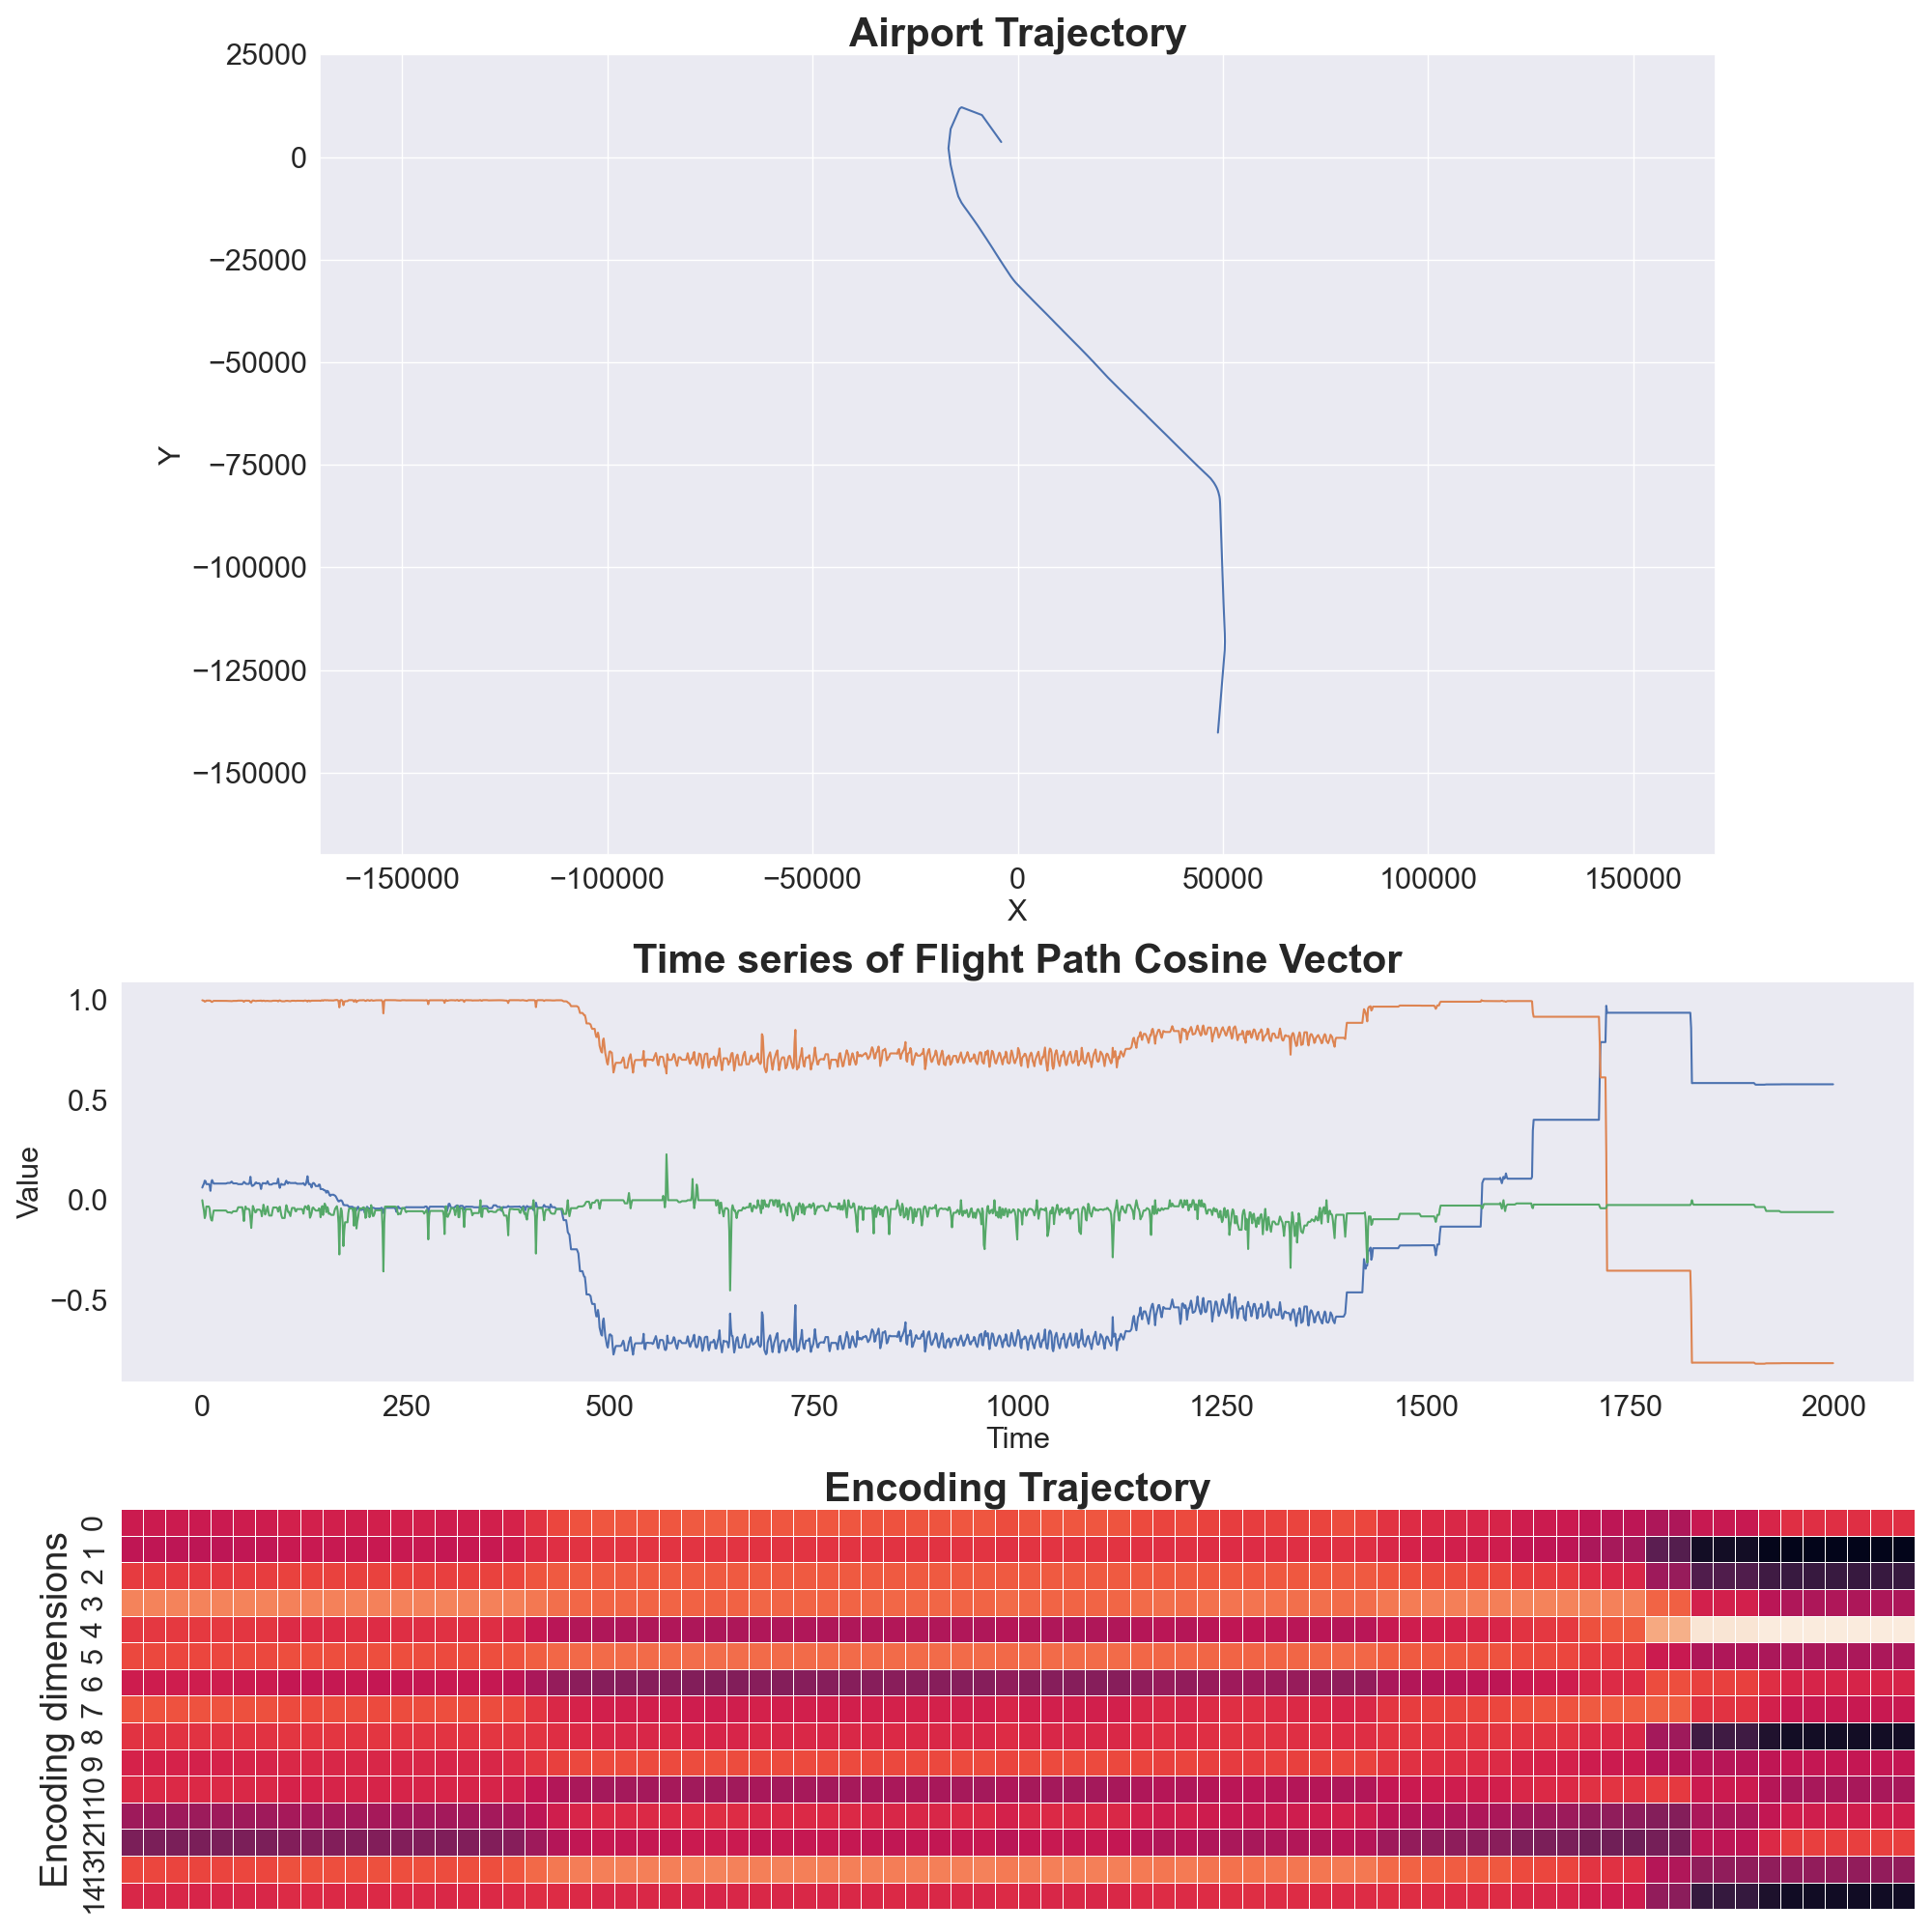 Airport Trajectory
25000
0
−25000
−50000
−75000
−100000
−125000
−150000
Y
−150000 −100000 −50000 0 50000 100000 150000
X
Time series of Flight Path Cosine Vector
1.0
0.5
0.0
−0.5
Value
0 250 500 750 1000 1250 1500 1750 2000
Time
Encoding Trajectory
Encoding dimensions
0
1
2
3
4
5
6
7
8
9
10
11
12
13
14